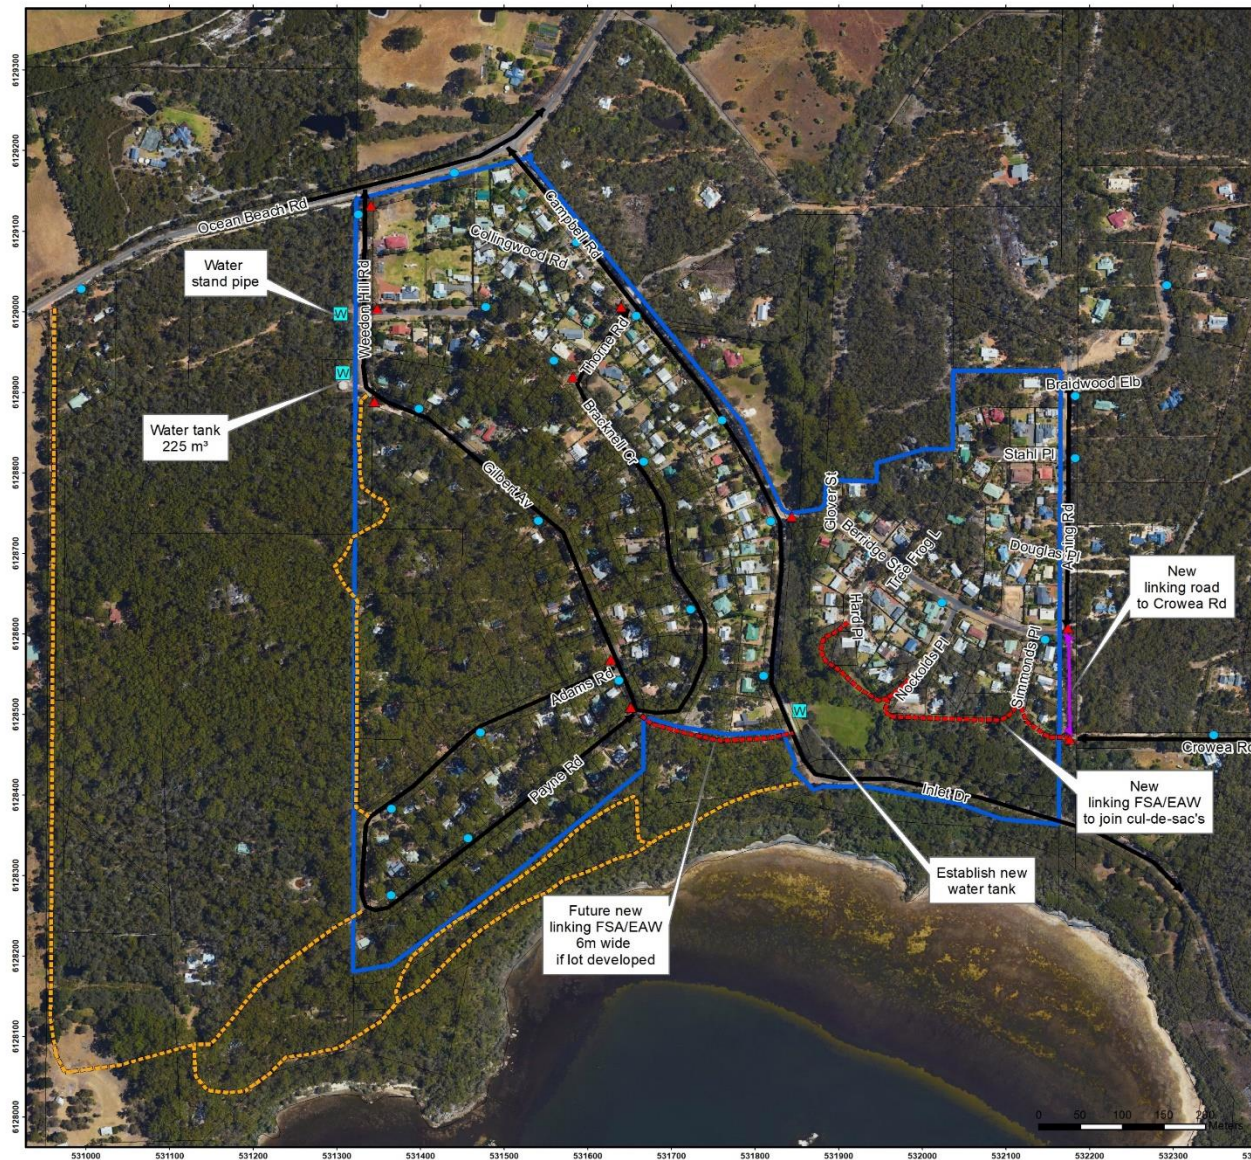 Ocean Beach Rd
Campbell Rd
Collingwood Rd
Water
stand pipe
W
Weedon Hill Rd
Thorne Rd
W
Water tank
225 m³
Bracknell Cr
Braidwood Elb
Stahl Pl
Gilbert Av
Glover St
Berridge St
Tree Frog L
Douglas Pl
New
linking road
to Crowea Rd
Hard Pl
Nockolds Pl
Simmonds Pl
Adams Rd
W
Crowea Rd
Payne Rd
Inlet Dr
New
linking FSA/EAW
to join cul-de-sac's
Establish new
water tank
Future new
linking FSA/EAW
6m wide
if lot developed
6129300
6129200
6129100
6129000
6128900
6128800
6128700
6128600
6128500
6128400
6128300
6128200
6128100
6128000
0 50 100 150 200
Meters
531000 531100 531200 531300 531400 531500 531600 531700 531800 531900 532000 532100 532200 532300